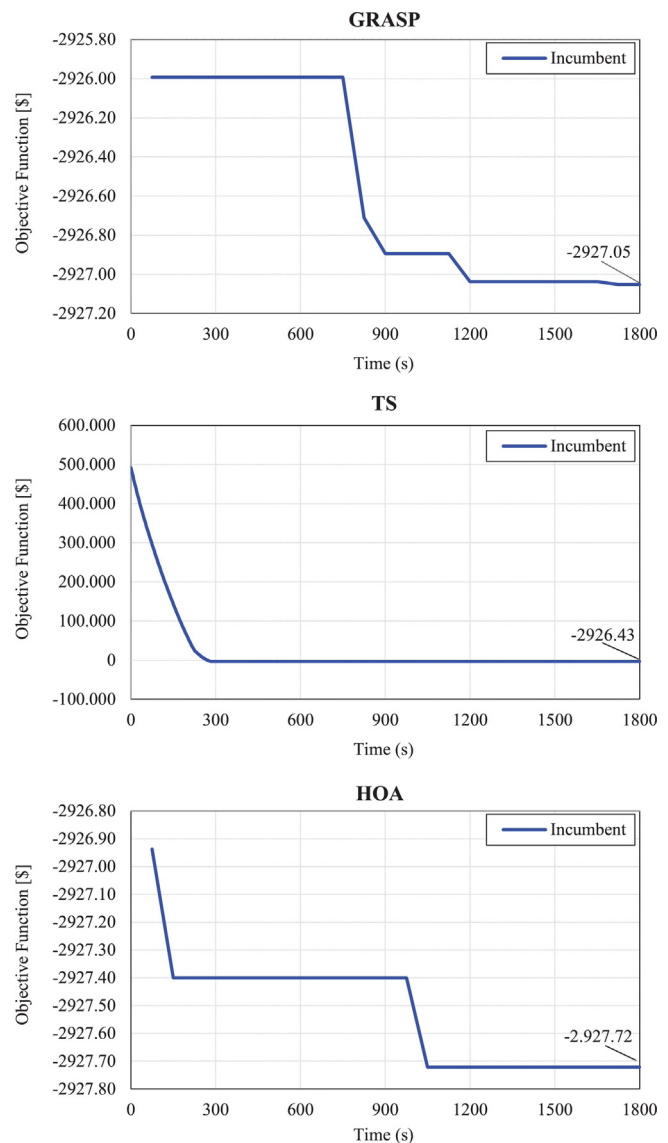 GRASP
-2925.80
-2926.00
-2926.20
-2926.40
-2926.60
-2926.80
-2927.00
-2927.20
Objective Function [$]
Incumbent
-2927.05
0 300 600 900 1200 1500 1800
Time (s)
TS
600.000
500.000
400.000
300.000
200.000
100.000
0
-100.000
Objective Function [$]
Incumbent
-2926.43
0 300 600 900 1200 1500 1800
Time (s)
HOA
-2926.80
-2926.90
-2927.00
-2927.10
-2927.20
-2927.30
-2927.40
-2927.50
-2927.60
-2927.70
-2927.80
Objective Function [$]
Incumbent
-2.927.72
0 300 600 900 1200 1500 1800
Time (s)